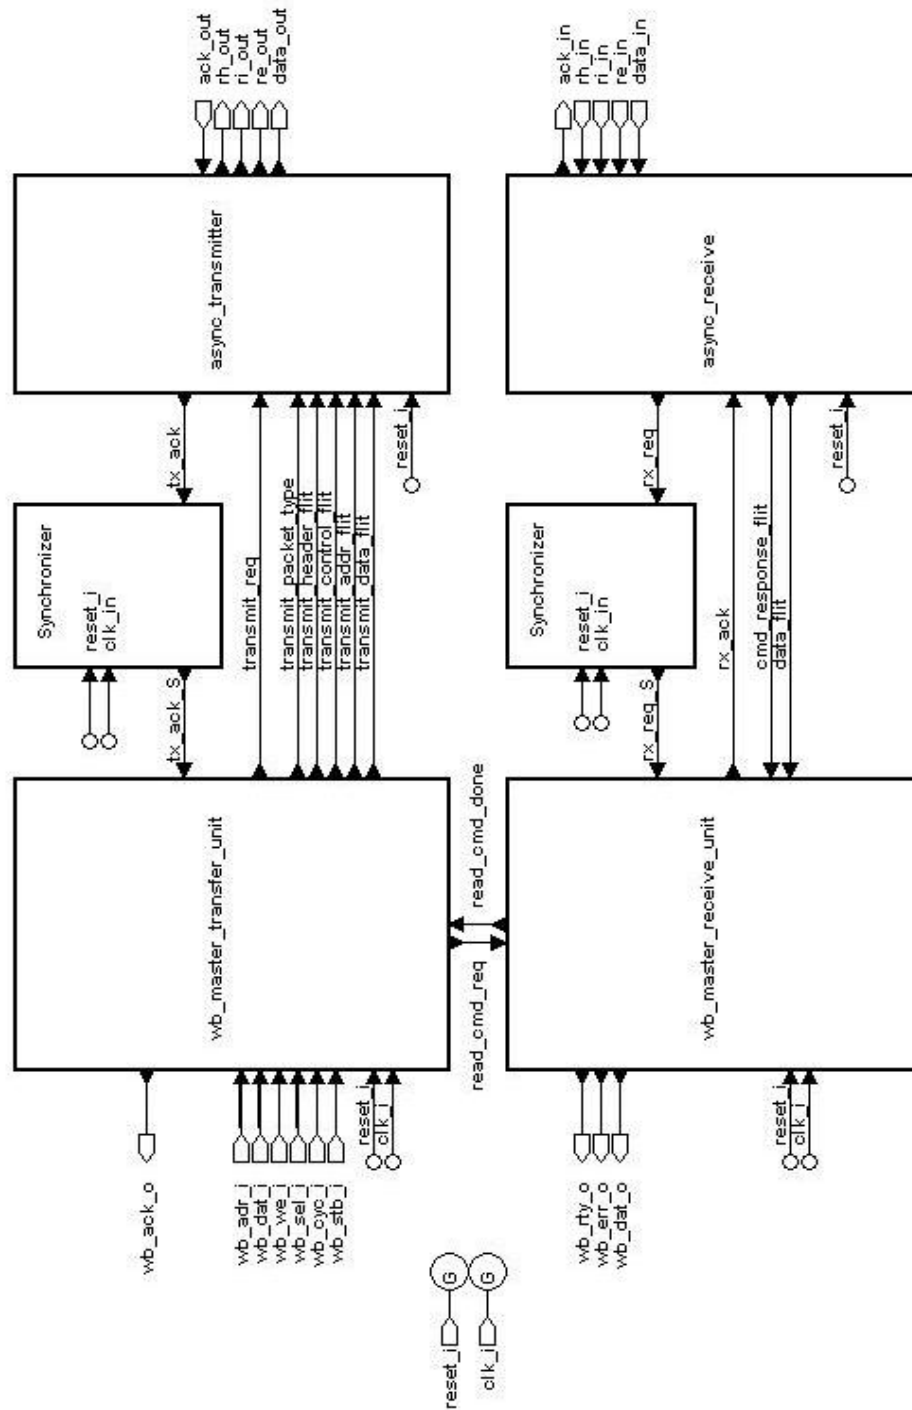 wb_ack_o
wb_adr_i
wb_dat_i
wb_we_i
wb_sel_i
wb_cyc_i
wb_stb_i
reset_i
clk_i
wb_master_transfer_unit
tx_ack_S
Synchronizer
reset_i
clk_in
tx_ack
transmit_req
transmit_packet_type
transmit_header_flit
transmit_control_flit
transmit_addr_flit
transmit_data_flit
reset_i
async_transmitter
ack_out
rh_out
ri_out
re_out
data_out
reset_i
G
clk_i
G
read_cmd_req
read_cmd_done
wb_rty_o
wb_err_o
wb_dat_o
reset_i
clk_i
wb_master_receive_unit
rx_req_S
Synchronizer
reset_i
clk_in
rx_req
rx_ack
cmd_response_flit
data_flit
reset_i
async_receive
ack_in
rh_in
ri_in
re_in
data_in